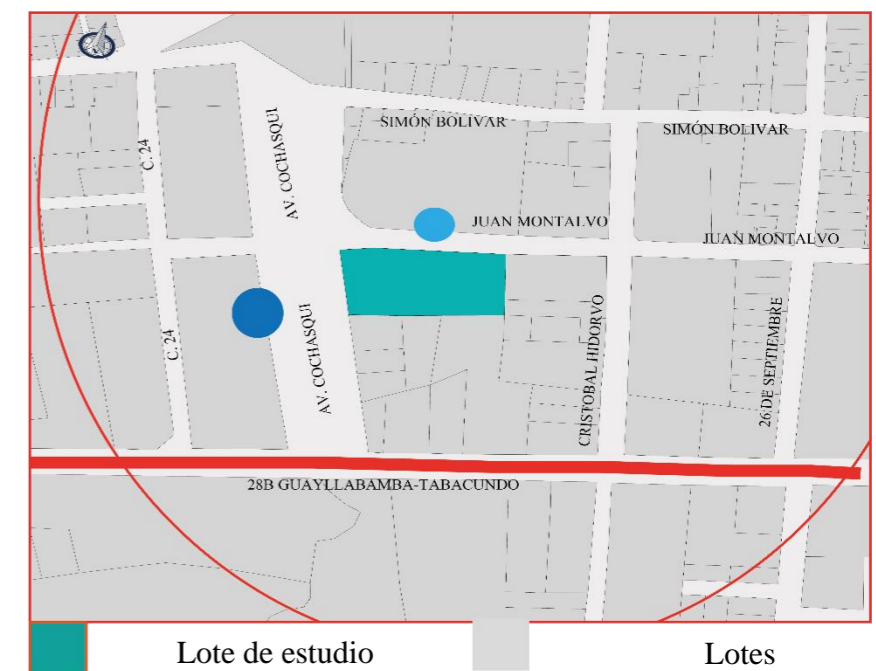 SIMÓN BOLIVAR
SIMÓN BOLIVAR
C. 24
AV. COCHASQUI
JUAN MONTALVO
JUAN MONTALVO
C. 24
AV. COCHASQUI
CRISTOBAL HIDORVO
26 DE SEPTIEMBRE
28B GUAYLLABAMBA-TABACUNDO
Lote de estudio
Lotes